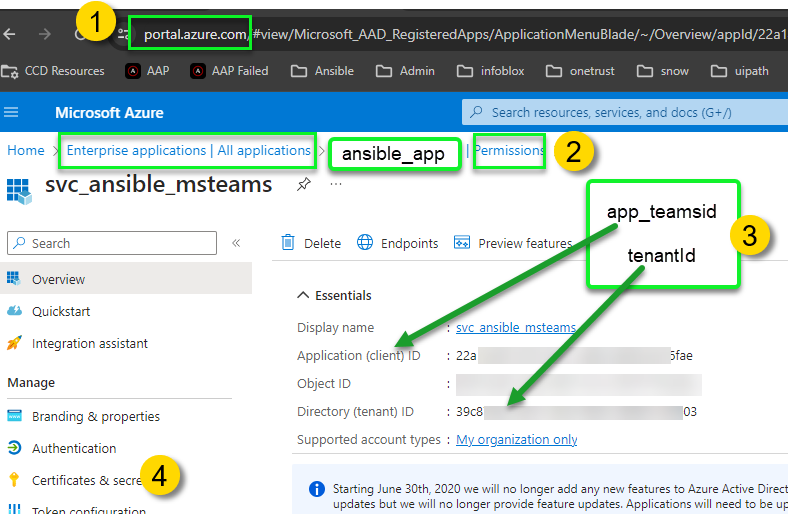 1
portal.azure.com/#view/Microsoft_AAD_RegisteredApps/ApplicationMenuBlade/~/Overview/appId/22a1
CCD Resources AAP AAP Failed Ansible Admin infoblox onetrust snow uipath
Microsoft Azure Search resources, services, and docs (G+/)
Home > Enterprise applications | All applications > ansible_app | Permissions 2
svc_ansible_msteams ...
app_teamsid
tenantId
3
Search « Delete Endpoints Preview features
Overview
Quickstart
Integration assistant
Manage
Branding & properties
Authentication
Certificates & secre
4
Token configuration
Essentials
Display name : svc_ansible_msteams
Application (client) ID : 22a 5fae
Object ID :
Directory (tenant) ID : 39c8 03
Supported account types : My organization only
Starting June 30th, 2020 we will no longer add any new features to Azure Active Direc
updates but we will no longer provide feature updates. Applications will need to be up